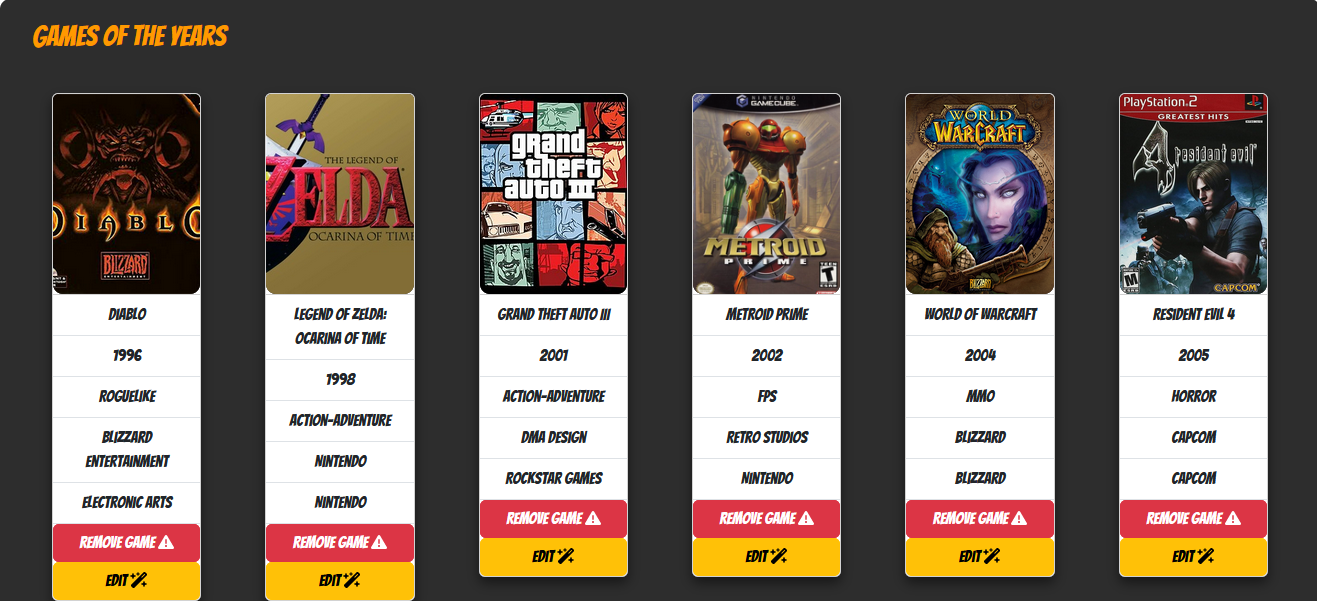 GAMES OF THE YEARS
DIABLO
BLIZZARD
ENTERTAINMENT
DIABLO
1996
ROGUELIKE
BLIZZARD
ENTERTAINMENT
ELECTRONIC ARTS
REMOVE GAME
EDIT
THE LEGEND OF
ZELDA
OCARINA OF TIME
LEGEND OF ZELDA:
OCARINA OF TIME
1998
ACTION-ADVENTURE
NINTENDO
NINTENDO
REMOVE GAME
EDIT
grand
theft
auto III
GRAND THEFT AUTO III
2001
ACTION-ADVENTURE
DMA DESIGN
ROCKSTAR GAMES
REMOVE GAME
EDIT
NINTENDO
GAMECUBE
METROID
PRIME
TEEN
T
ESRB
METROID PRIME
2002
FPS
RETRO STUDIOS
NINTENDO
REMOVE GAME
EDIT
WORLD
OF
WARCRAFT
BLIZZARD
WORLD OF WARCRAFT
2004
MMO
BLIZZARD
BLIZZARD
REMOVE GAME
EDIT
PlayStation 2
GREATEST HITS
4
resident evil
M
ESRB
CAPCOM
RESIDENT EVIL 4
2005
HORROR
CAPCOM
CAPCOM
REMOVE GAME
EDIT